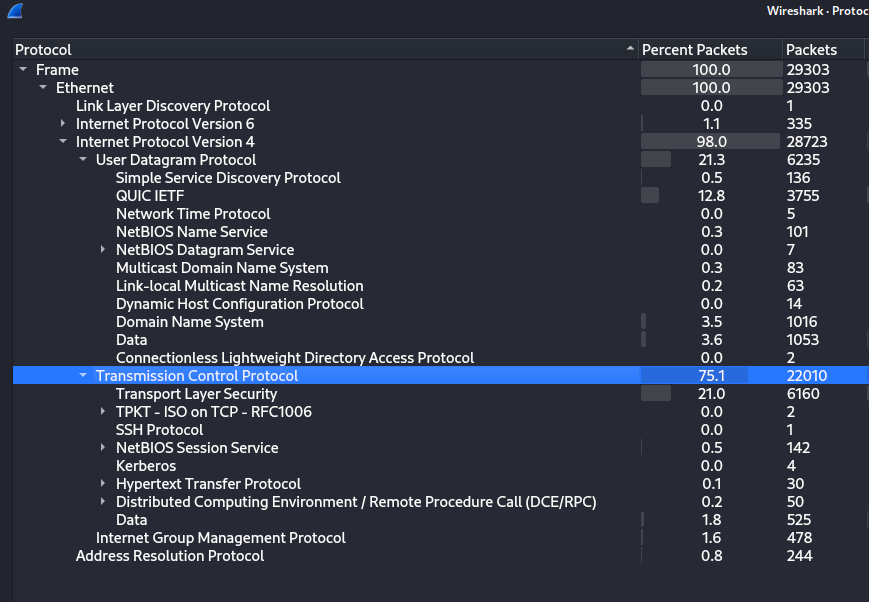 Wireshark · Protoc
Protocol Percent Packets Packets
Frame 100.0 29303
Ethernet 100.0 29303
Link Layer Discovery Protocol 0.0 1
Internet Protocol Version 6 1.1 335
Internet Protocol Version 4 98.0 28723
User Datagram Protocol 21.3 6235
Simple Service Discovery Protocol 0.5 136
QUIC IETF 12.8 3755
Network Time Protocol 0.0 5
NetBIOS Name Service 0.3 101
NetBIOS Datagram Service 0.0 7
Multicast Domain Name System 0.3 83
Link-local Multicast Name Resolution 0.2 63
Dynamic Host Configuration Protocol 0.0 14
Domain Name System 3.5 1016
Data 3.6 1053
Connectionless Lightweight Directory Access Protocol 0.0 2
Transmission Control Protocol 75.1 22010
Transport Layer Security 21.0 6160
TPKT - ISO on TCP - RFC1006 0.0 2
SSH Protocol 0.0 1
NetBIOS Session Service 0.5 142
Kerberos 0.0 4
Hypertext Transfer Protocol 0.1 30
Distributed Computing Environment / Remote Procedure Call (DCE/RPC) 0.2 50
Data 1.8 525
Internet Group Management Protocol 1.6 478
Address Resolution Protocol 0.8 244